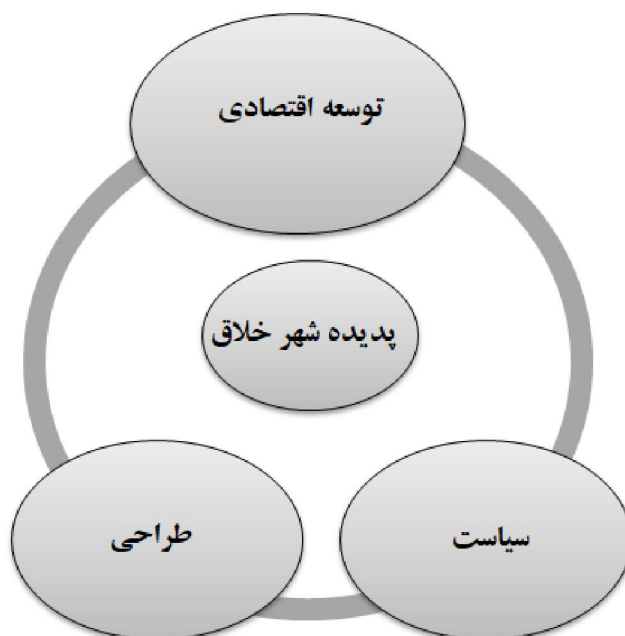 توسعه اقتصادی
پدیده شهر خلاق
سیاست
طراحی